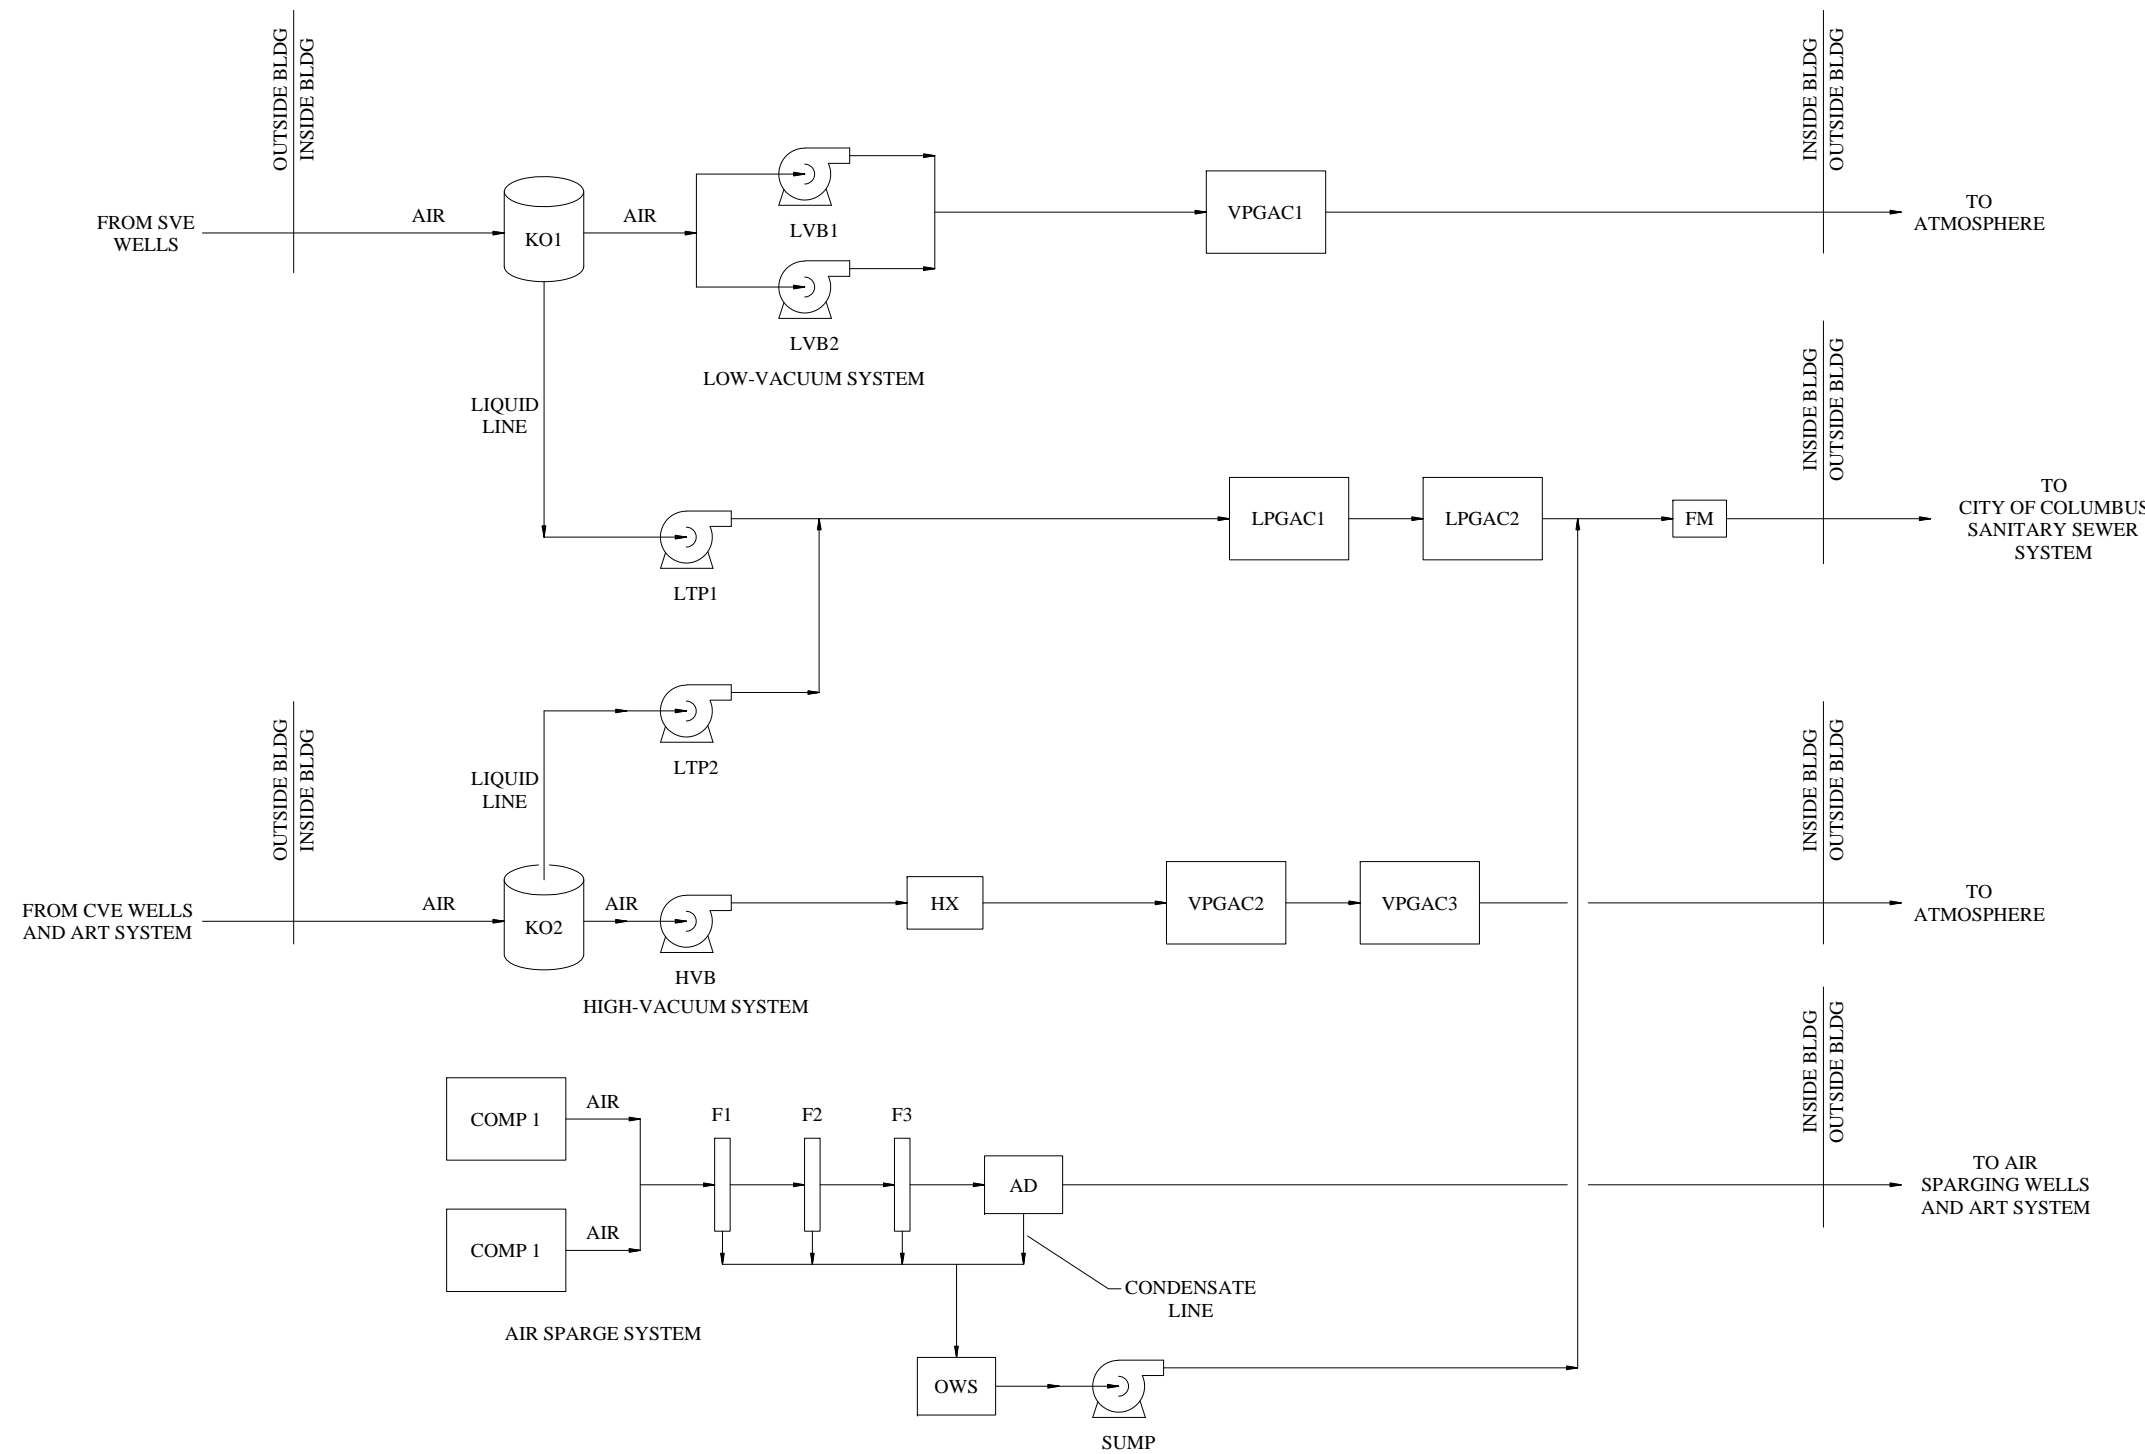 OUTSIDE BLDG
INSIDE BLDG
INSIDE BLDG
OUTSIDE BLDG
FROM SVE
WELLS
AIR
KO1
AIR
LVB1
LVB2
LOW-VACUUM SYSTEM
VPGAC1
TO
ATMOSPHERE
LIQUID
LINE
INSIDE BLDG
OUTSIDE BLDG
LTP1
LPGAC1
LPGAC2
FM
TO
CITY OF COLUMBUS
SANITARY SEWER
SYSTEM
LTP2
LIQUID
LINE
OUTSIDE BLDG
INSIDE BLDG
INSIDE BLDG
OUTSIDE BLDG
FROM CVE WELLS
AND ART SYSTEM
AIR
KO2
AIR
HVB
HIGH-VACUUM SYSTEM
HX
VPGAC2
VPGAC3
TO
ATMOSPHERE
INSIDE BLDG
OUTSIDE BLDG
COMP 1
AIR
COMP 1
AIR
F1
F2
F3
AD
TO AIR
SPARGING WELLS
AND ART SYSTEM
CONDENSATE
LINE
AIR SPARGE SYSTEM
OWS
SUMP